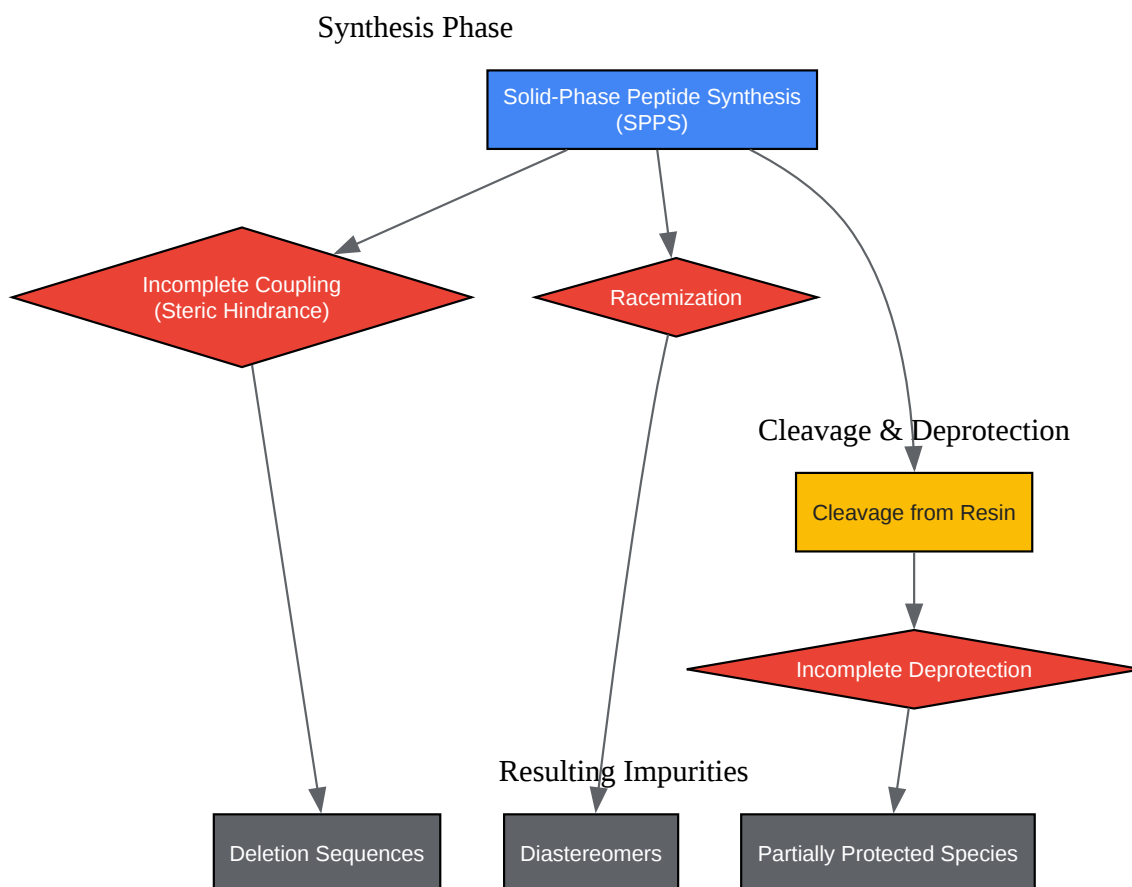 Synthesis Phase
Solid-Phase Peptide Synthesis
(SPPS)
Incomplete Coupling
(Steric Hindrance)
Racemization
Cleavage & Deprotection
Cleavage from Resin
Incomplete Deprotection
Resulting Impurities
Deletion Sequences
Diastereomers
Partially Protected Species